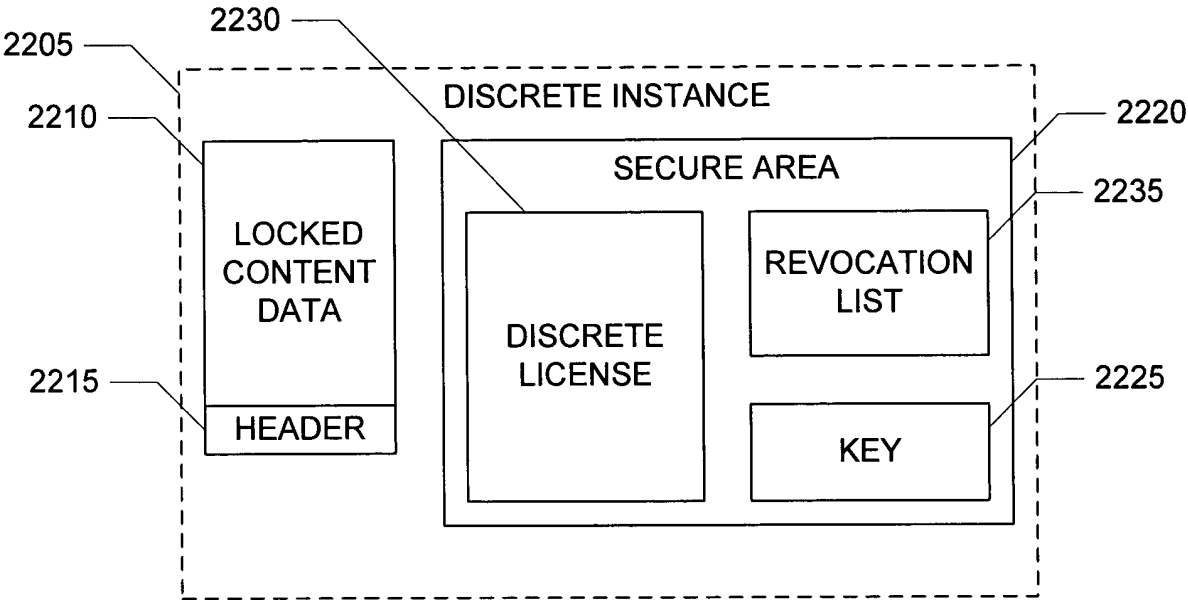 2230
2205
DISCRETE INSTANCE
2210
2220
SECURE AREA
2235
LOCKED
CONTENT
DATA
REVOCATION
LIST
DISCRETE
LICENSE
2215
2225
HEADER
KEY